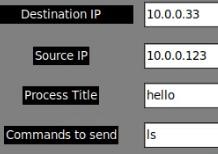 Destination IP 10.0.0.33
Source IP 10.0.0.123
Process Title hello
Commands to send ls